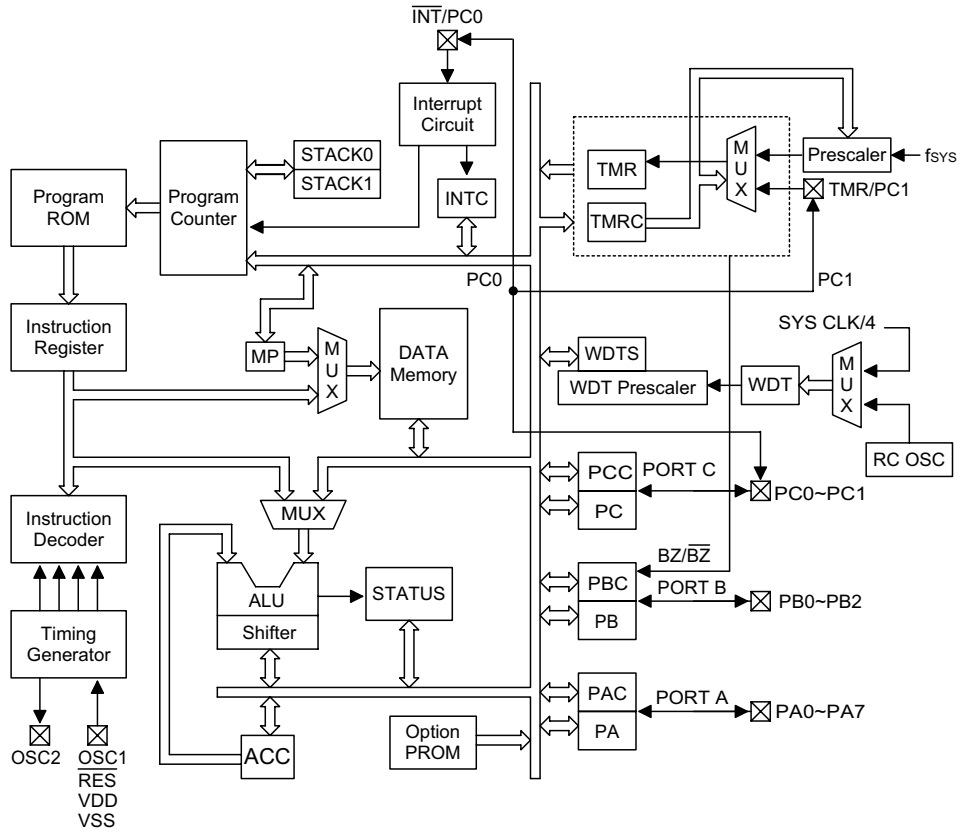 INT/PC0
Interrupt
Circuit
STACK0
STACK1
INTC
Program
ROM
Program
Counter
TMR
TMRC
M
U
X
Prescaler
fSYS
TMR/PC1
PC0
PC1
Instruction
Register
MP
M
U
X
DATA
Memory
WDTS
WDT Prescaler
WDT
M
U
X
SYS CLK/4
RC OSC
PCC
PC
PORT C
PC0~PC1
Instruction
Decoder
MUX
ALU
Shifter
STATUS
BZ/BZ
PBC
PB
PORT B
PB0~PB2
Timing
Generator
PAC
PA
PORT A
PA0~PA7
Option
PROM
ACC
OSC2
OSC1
RES
VDD
VSS